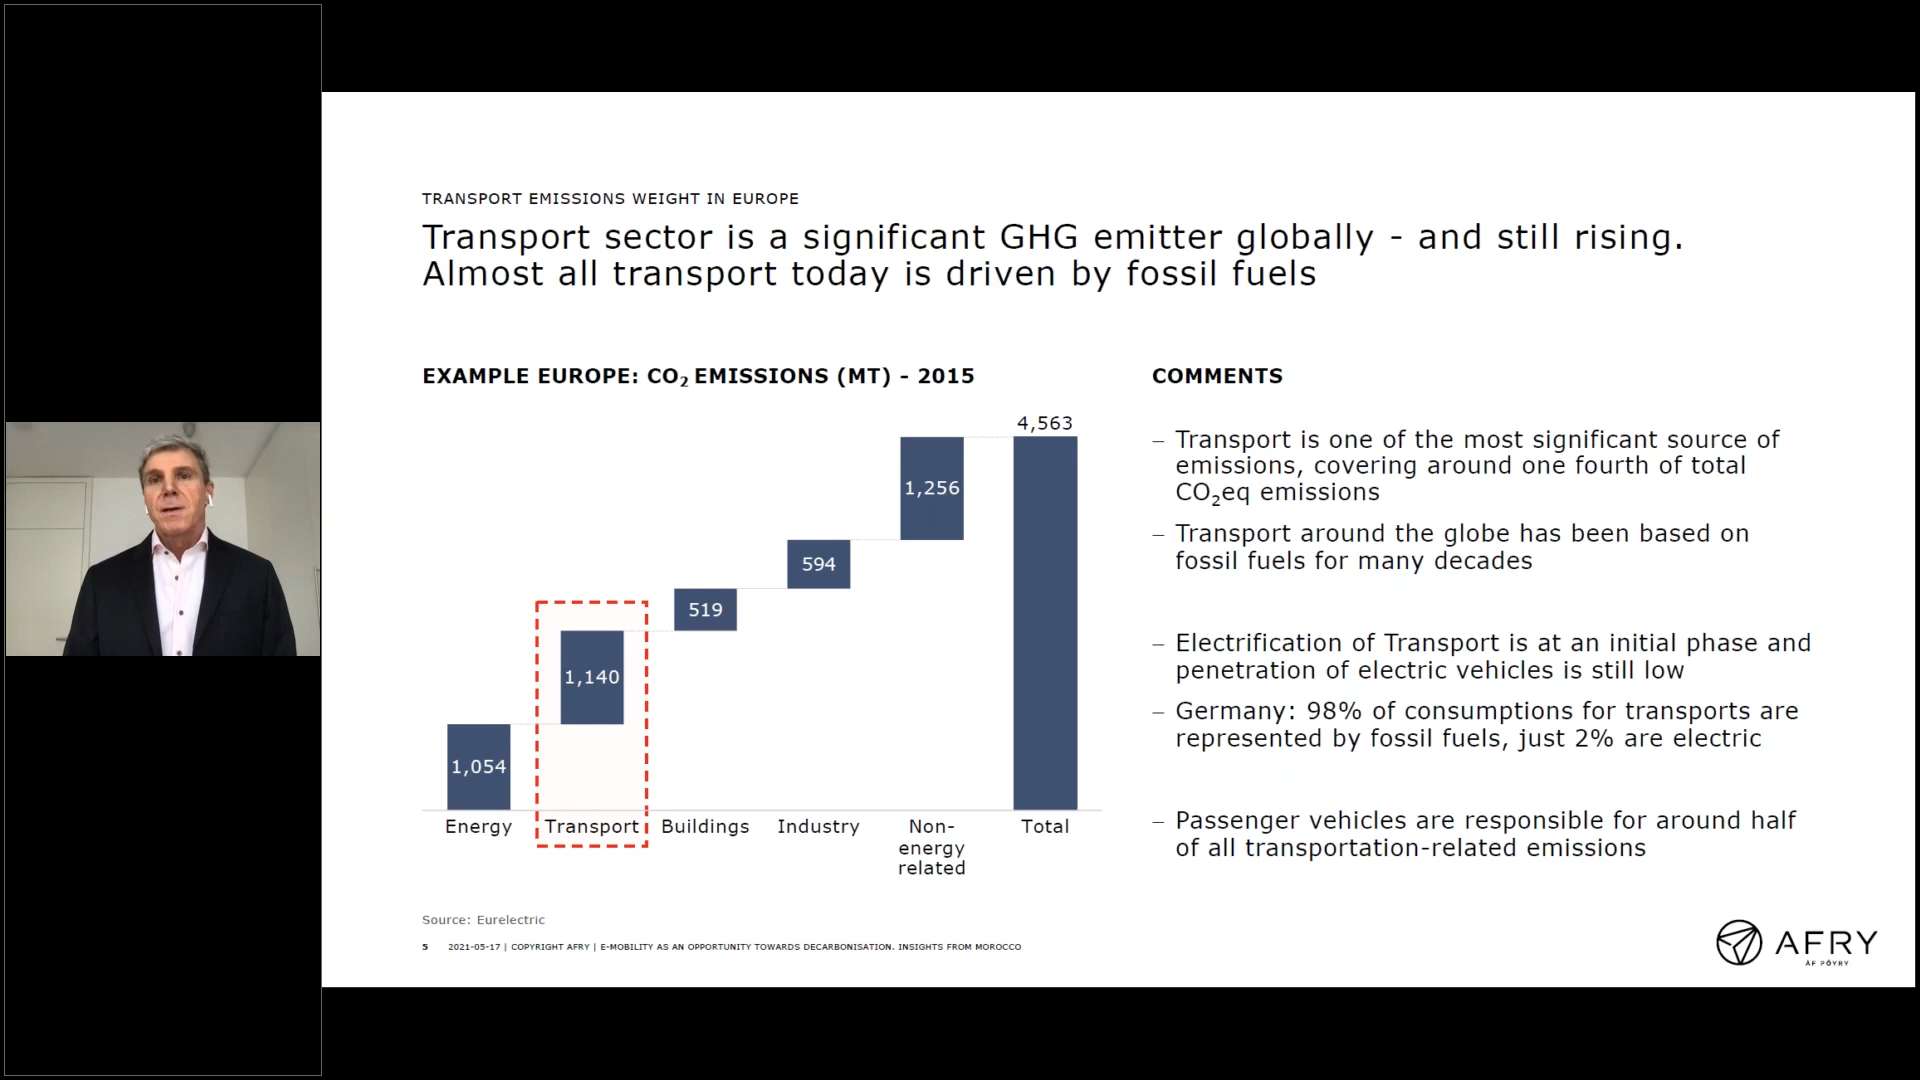 TRANSPORT EMISSIONS WEIGHT IN EUROPE
Transport sector is a significant GHG emitter globally - and still rising.
Almost all transport today is driven by fossil fuels
EXAMPLE EUROPE: CO₂ EMISSIONS (MT) - 2015
4,563
1,256
594
519
1,140
1,054
Energy
Transport
Buildings
Industry
Non-
energy
related
Total
COMMENTS
– Transport is one of the most significant source of
emissions, covering around one fourth of total
CO₂eq emissions
– Transport around the globe has been based on
fossil fuels for many decades
– Electrification of Transport is at an initial phase and
penetration of electric vehicles is still low
– Germany: 98% of consumptions for transports are
represented by fossil fuels, just 2% are electric
– Passenger vehicles are responsible for around half
of all transportation-related emissions
Source: Eurelectric
5 2021-05-17 | COPYRIGHT AFRY | E-MOBILITY AS AN OPPORTUNITY TOWARDS DECARBONISATION. INSIGHTS FROM MOROCCO
AFRY
ÅF PÖYRY